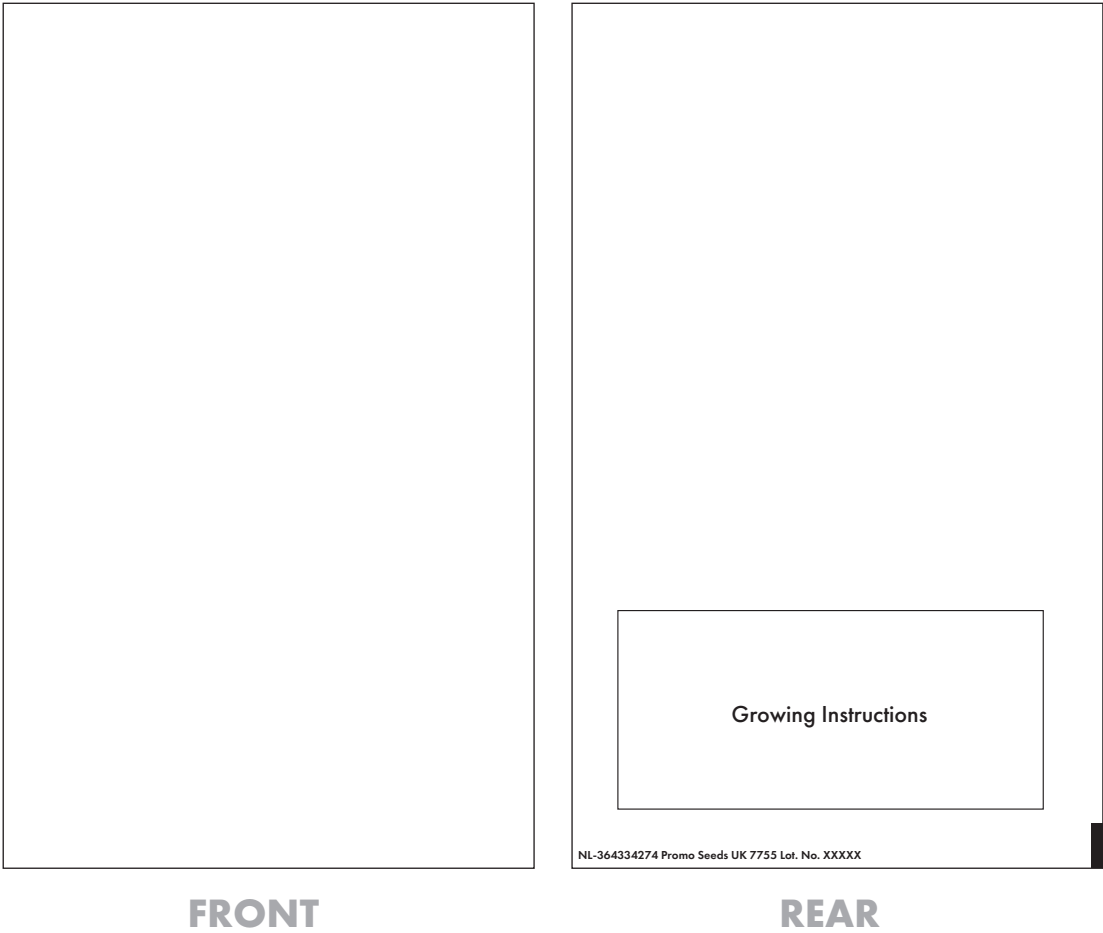 Growing Instructions
NL-364334274 Promo Seeds UK 7755 Lot. No. XXXXX
FRONT
REAR